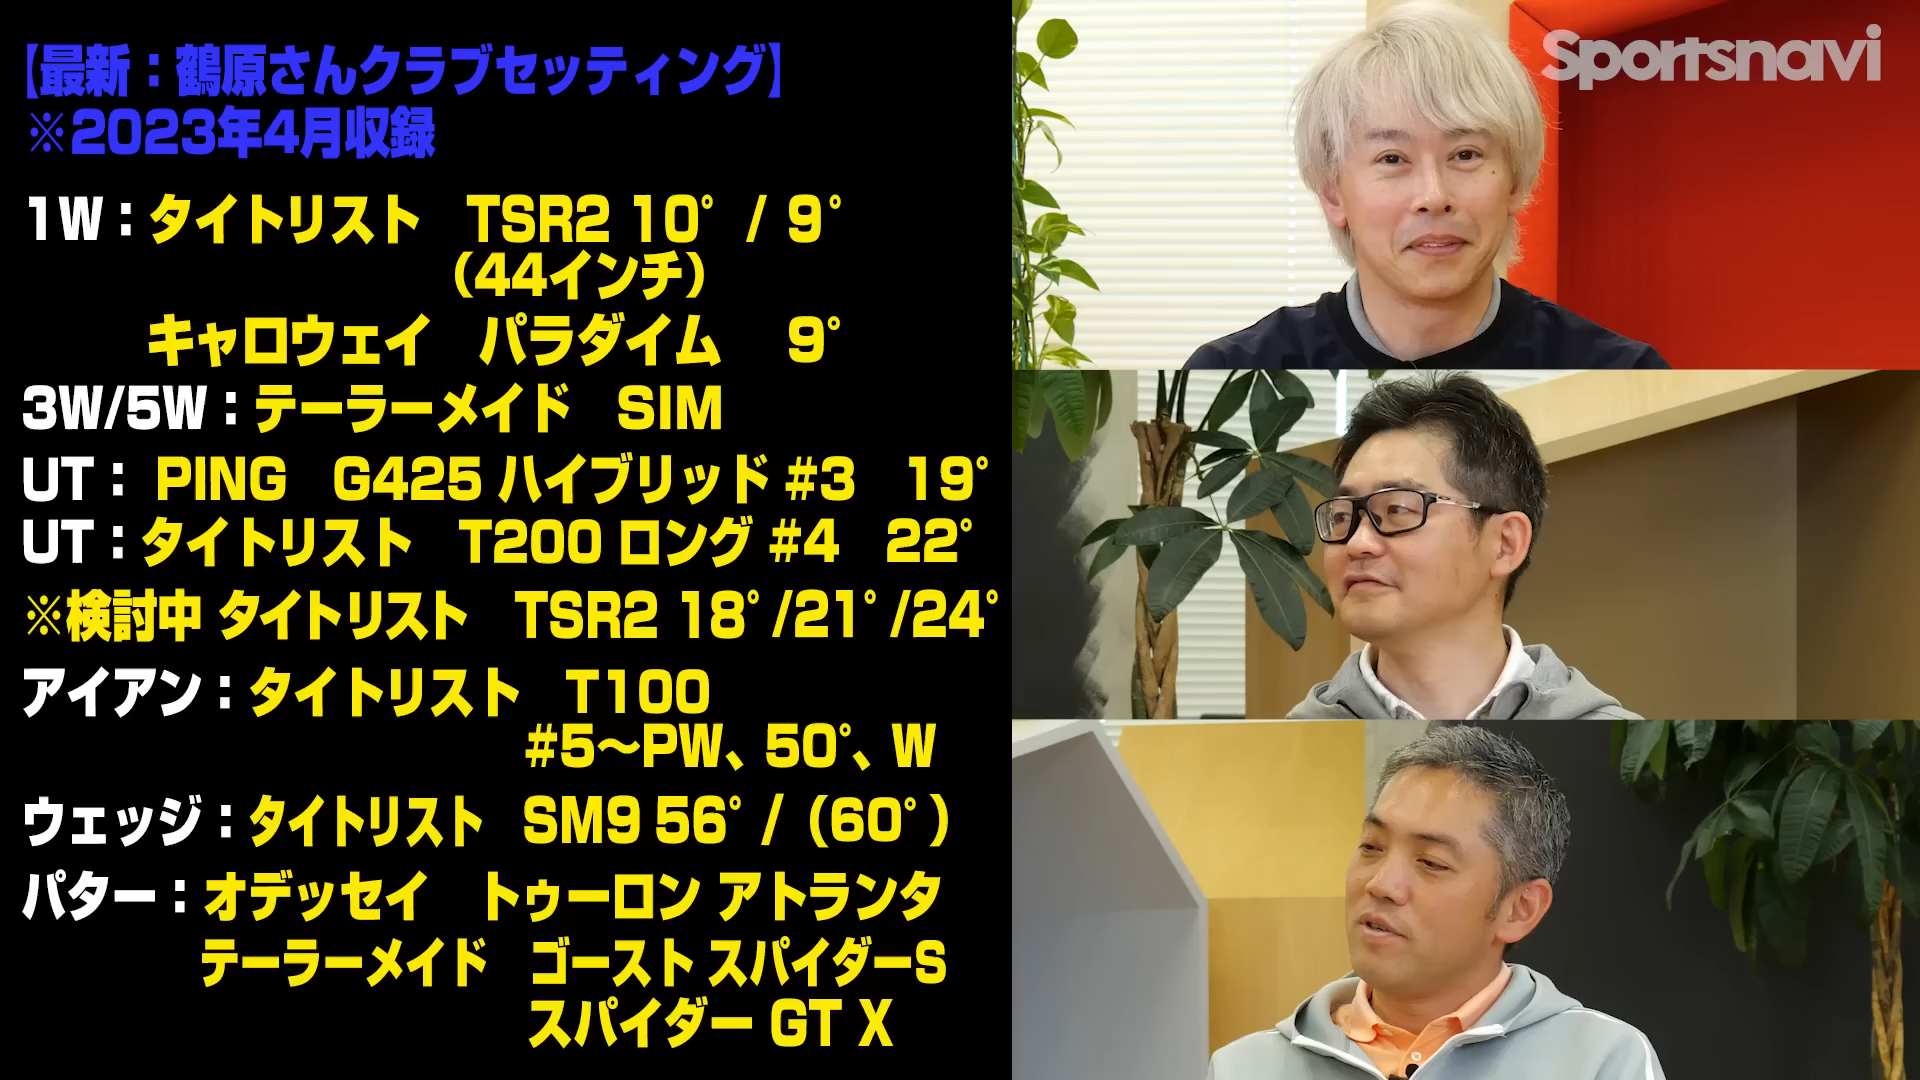 【最新：鶴原さんクラブセッティング】
※2023年4月収録
1W：タイトリスト TSR2 10° / 9°
（44インチ）
キャロウェイ パラダイム 9°
3W/5W：テーラーメイド SIM
UT： PING G425 ハイブリッド #3 19°
UT：タイトリスト T200 ロング #4 22°
※検討中 タイトリスト TSR2 18°/21°/24°
アイアン：タイトリスト T100
#5〜PW、50°、W
ウェッジ：タイトリスト SM9 56° /（60°）
パター：オデッセイ トゥーロン アトランタ
テーラーメイド ゴースト スパイダーS
スパイダー GT X
Sportsnavi